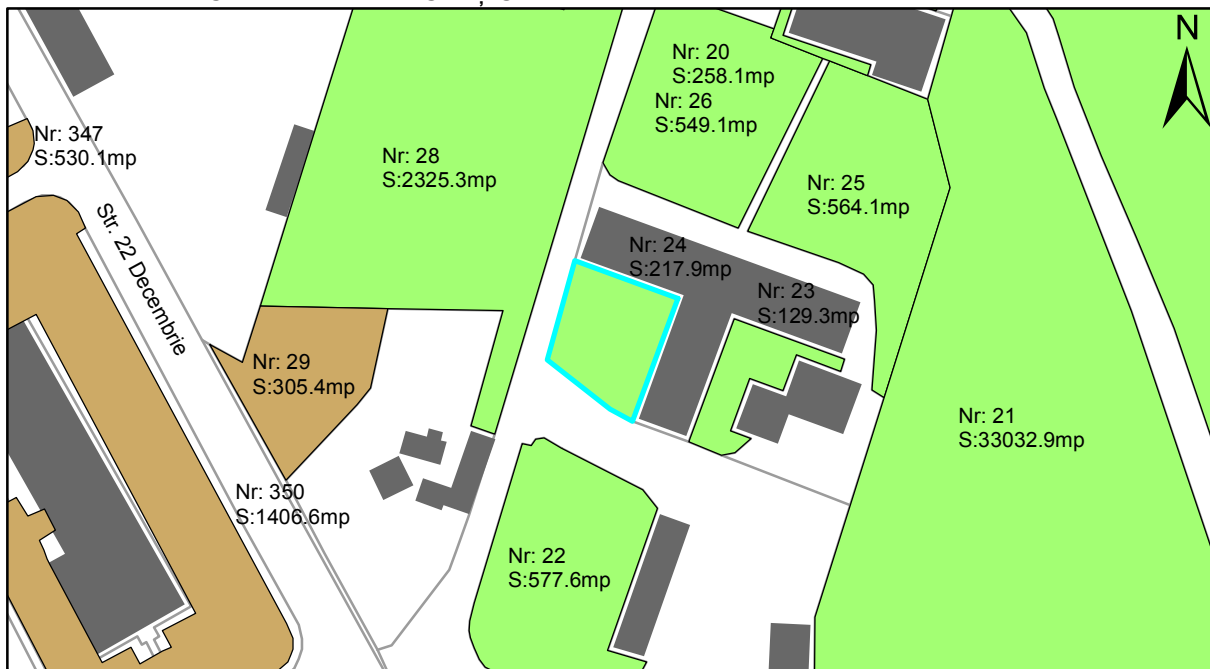 N
Nr: 20
S:258.1mp
Nr: 26
S:549.1mp
Nr: 347
S:530.1mp
Nr: 28
S:2325.3mp
Nr: 25
S:564.1mp
Str. 22 Decembrie
Nr: 24
S:217.9mp
Nr: 23
S:129.3mp
Nr: 29
S:305.4mp
Nr: 21
S:33032.9mp
Nr: 350
S:1406.6mp
Nr: 22
S:577.6mp